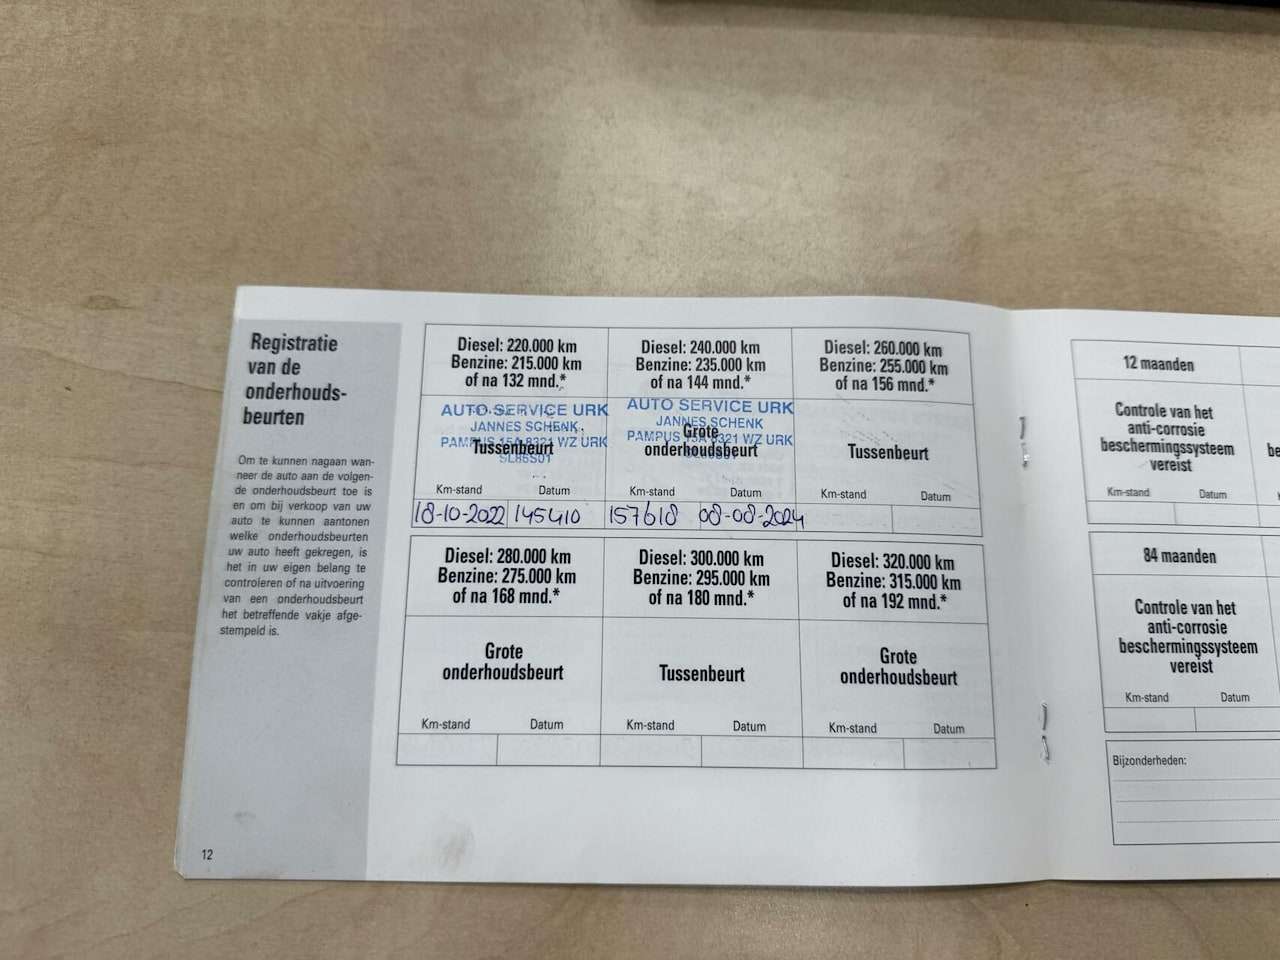 Registratie
van de
onderhouds-
beurten
Om te kunnen nagaan wan-
neer de auto aan de volgen-
de onderhoudsbeurt toe is
en om bij verkoop van uw
auto te kunnen aantonen
welke onderhoudsbeurten
uw auto heeft gekregen, is
het in uw eigen belang te
controleren of na uitvoering
van een onderhoudsbeurt
het betreffende vakje afge-
stempeld is.
12
Diesel: 220.000 km
Benzine: 215.000 km
of na 132 mnd.*
AUTO SERVICE URK
JANNES SCHENK
PAMPUS 15A 8321 WZ URK
Tussenbeurt
Km-stand Datum
18-10-2022 145410
Diesel: 240.000 km
Benzine: 235.000 km
of na 144 mnd.*
AUTO SERVICE URK
JANNES SCHENK
Grote
PAMPUS 15A 8321 WZ URK
onderhoudsbeurt
Km-stand Datum
157618 08-08-2024
Diesel: 260.000 km
Benzine: 255.000 km
of na 156 mnd.*
Tussenbeurt
Km-stand Datum
Diesel: 280.000 km
Benzine: 275.000 km
of na 168 mnd.*
Grote
onderhoudsbeurt
Km-stand Datum
Diesel: 300.000 km
Benzine: 295.000 km
of na 180 mnd.*
Tussenbeurt
Km-stand Datum
Diesel: 320.000 km
Benzine: 315.000 km
of na 192 mnd.*
Grote
onderhoudsbeurt
Km-stand Datum
12 maanden
Controle van het
anti-corrosie
beschermingssysteem
vereist
Km-stand Datum
84 maanden
Controle van het
anti-corrosie
beschermingssysteem
vereist
Km-stand Datum
Bijzonderheden: